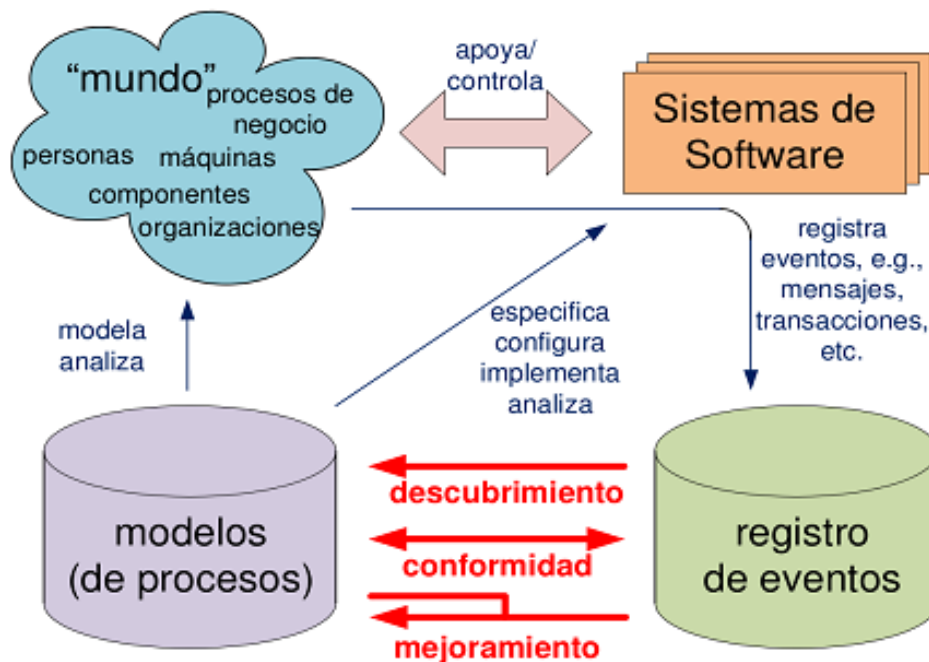 “mundo”
procesos de
negocio
personas
máquinas
componentes
organizaciones
apoya/
controla
Sistemas de
Software
registra
eventos, e.g.,
mensajes,
transacciones,
etc.
modela
analiza
especifica
configura
implementa
analiza
modelos
(de procesos)
descubrimiento
conformidad
mejoramiento
registro
de eventos